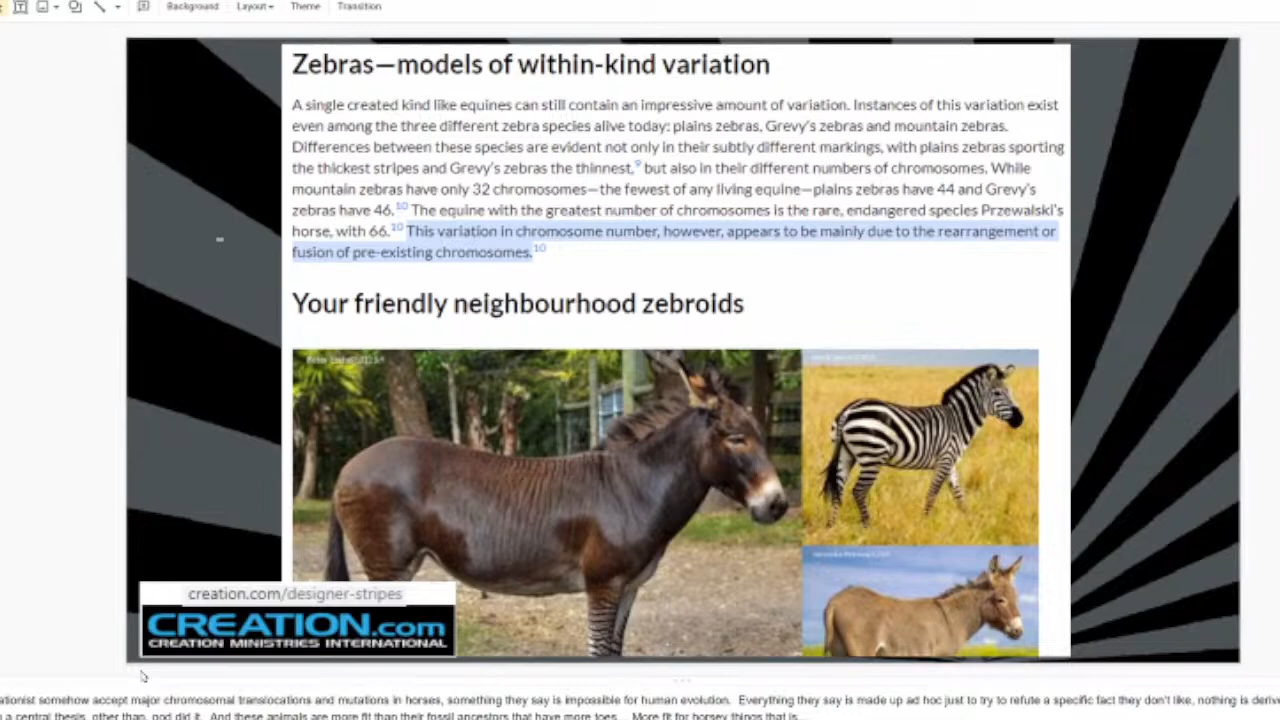 Background Layout Theme Transition
Zebras—models of within-kind variation
A single created kind like equines can still contain an impressive amount of variation. Instances of this variation exist
even among the three different zebra species alive today: plains zebras, Grevy's zebras and mountain zebras.
Differences between these species are evident not only in their subtly different markings, with plains zebras sporting
the thickest stripes and Grevy's zebras the thinnest,9 but also in their different numbers of chromosomes. While
mountain zebras have only 32 chromosomes—the fewest of any living equine—plains zebras have 44 and Grevy's
zebras have 46.10 The equine with the greatest number of chromosomes is the rare, endangered species Przewalski's
horse, with 66.10 This variation in chromosome number, however, appears to be mainly due to the rearrangement or
fusion of pre-existing chromosomes.10
Your friendly neighbourhood zebroids
creation.com/designer-stripes
CREATION.com
CREATION MINISTRIES INTERNATIONAL
ationist somehow accept major chromosomal translocations and mutations in horses, something they say is impossible for human evolution. Everything they say is made up ad hoc just to try to refute a specific fact they don't like, nothing is
a central thesis, other than, god did it. And these animals are more fit than their fossil ancestors that have more toes... More fit for horsey things that is...